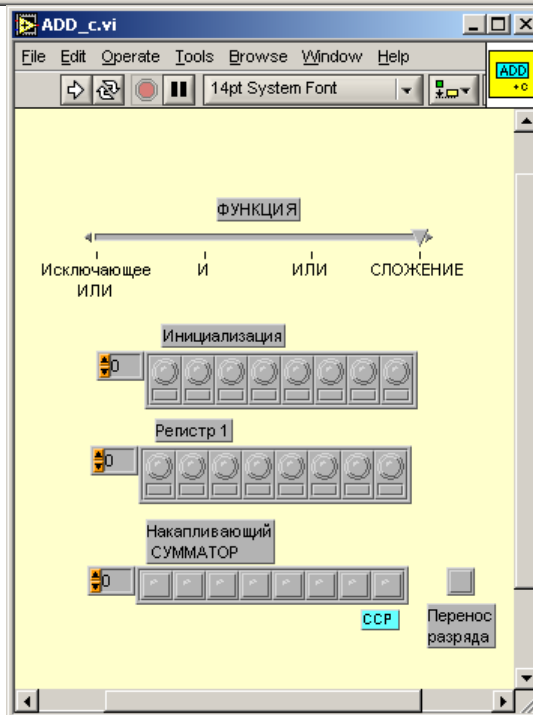 ADD_c.vi
File Edit Operate Tools Browse Window Help
14pt System Font
ADD
+c
ФУНКЦИЯ
Исключающее
ИЛИ
И
ИЛИ
СЛОЖЕНИЕ
Инициализация
0
Регистр 1
0
Накапливающий
СУММАТОР
0
ССР
Перенос
разряда